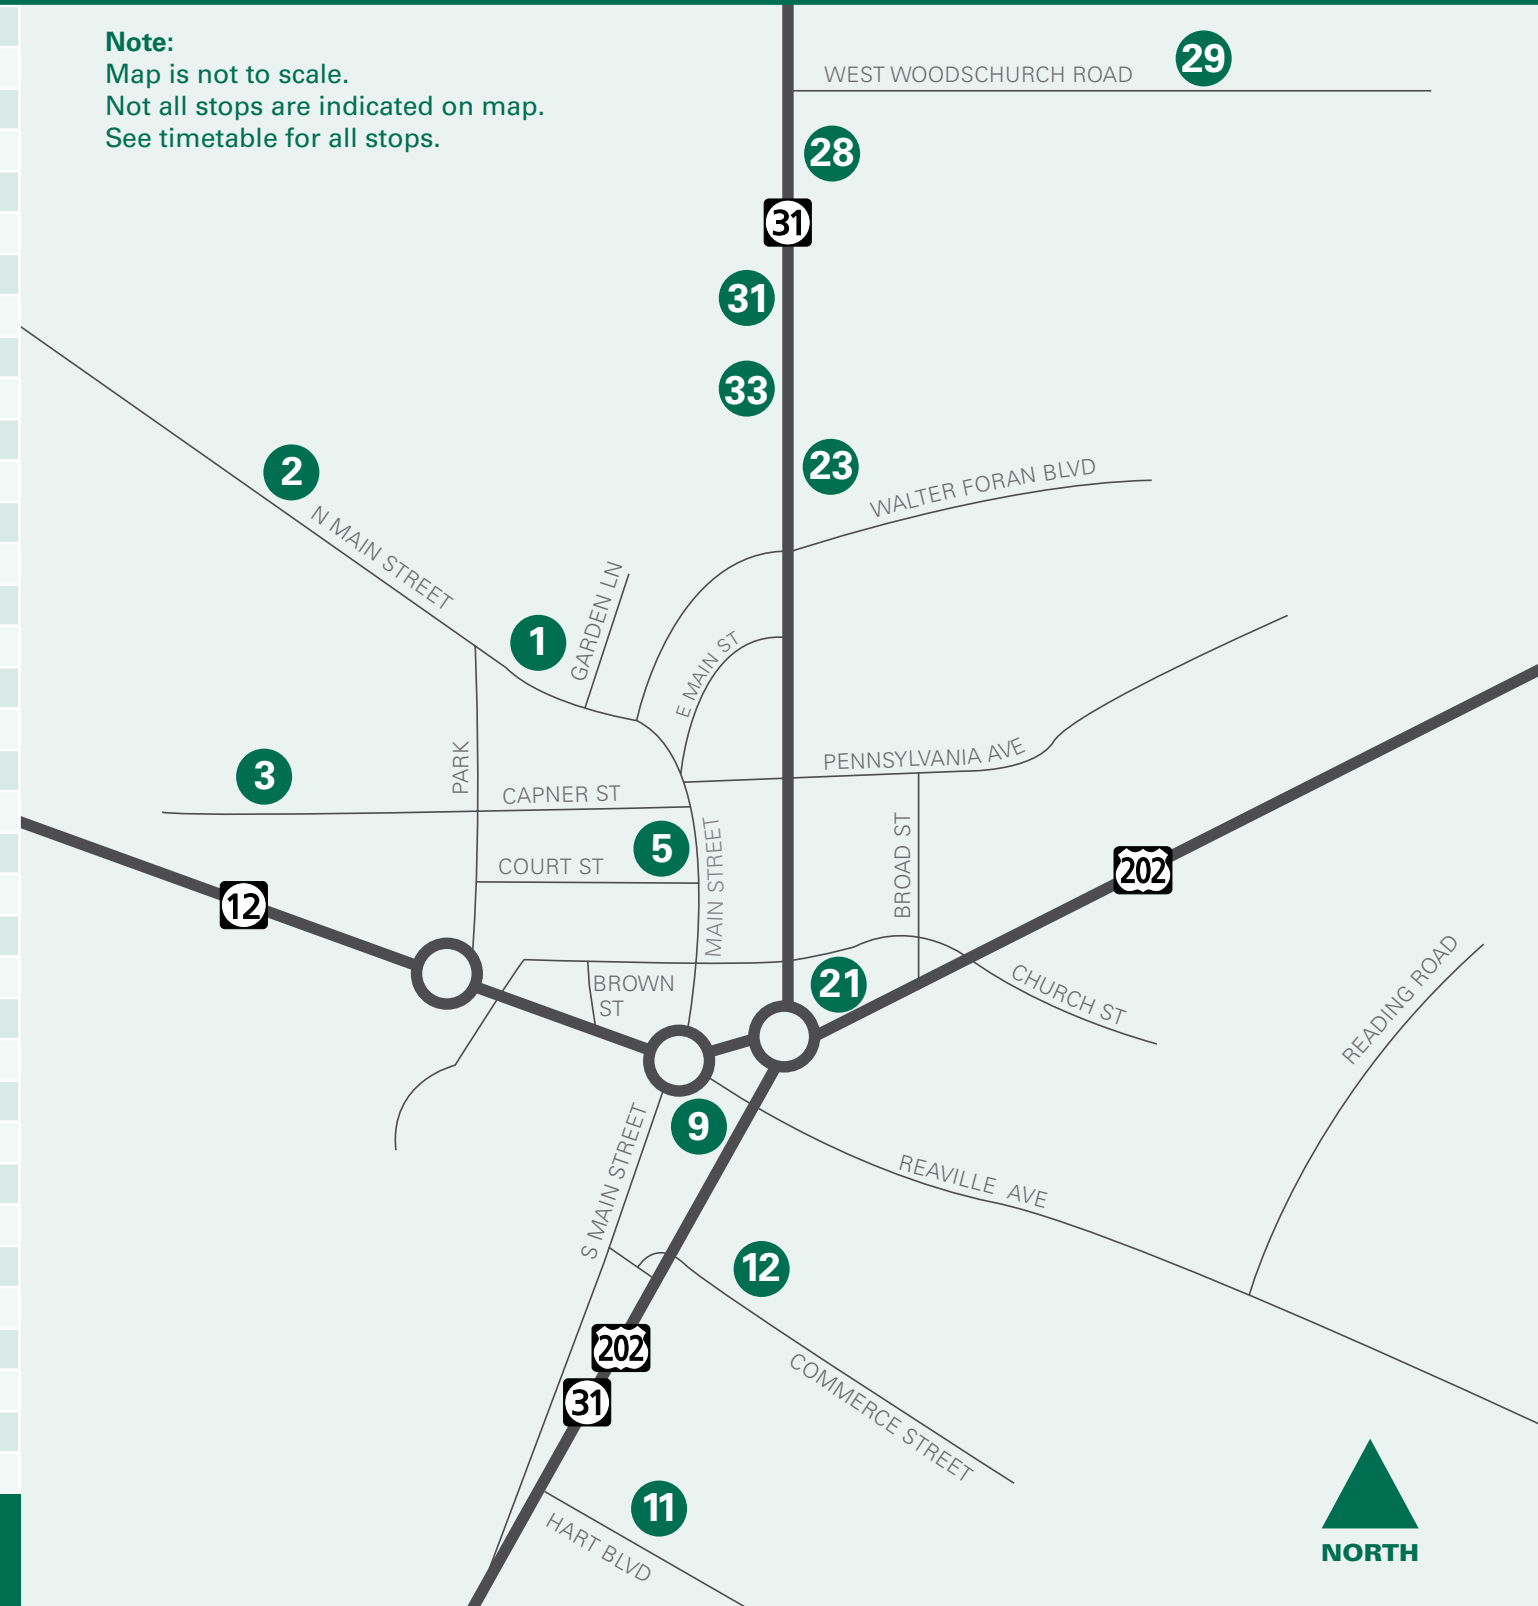 Note:
Map is not to scale.
Not all stops are indicated on map.
See timetable for all stops.
29
WEST WOODSCHURCH ROAD
28
31
31
33
23
2
WALTER FORAN BLVD
N MAIN STREET
GARDEN LN
1
E MAIN ST
PENNSYLVANIA AVE
PARK
3
CAPNER ST
5
MAIN STREET
COURT ST
BROAD ST
202
12
21
BROWN
ST
CHURCH ST
READING ROAD
9
S MAIN STREET
REAVILLE AVE
12
202
31
COMMERCE STREET
11
HART BLVD
NORTH